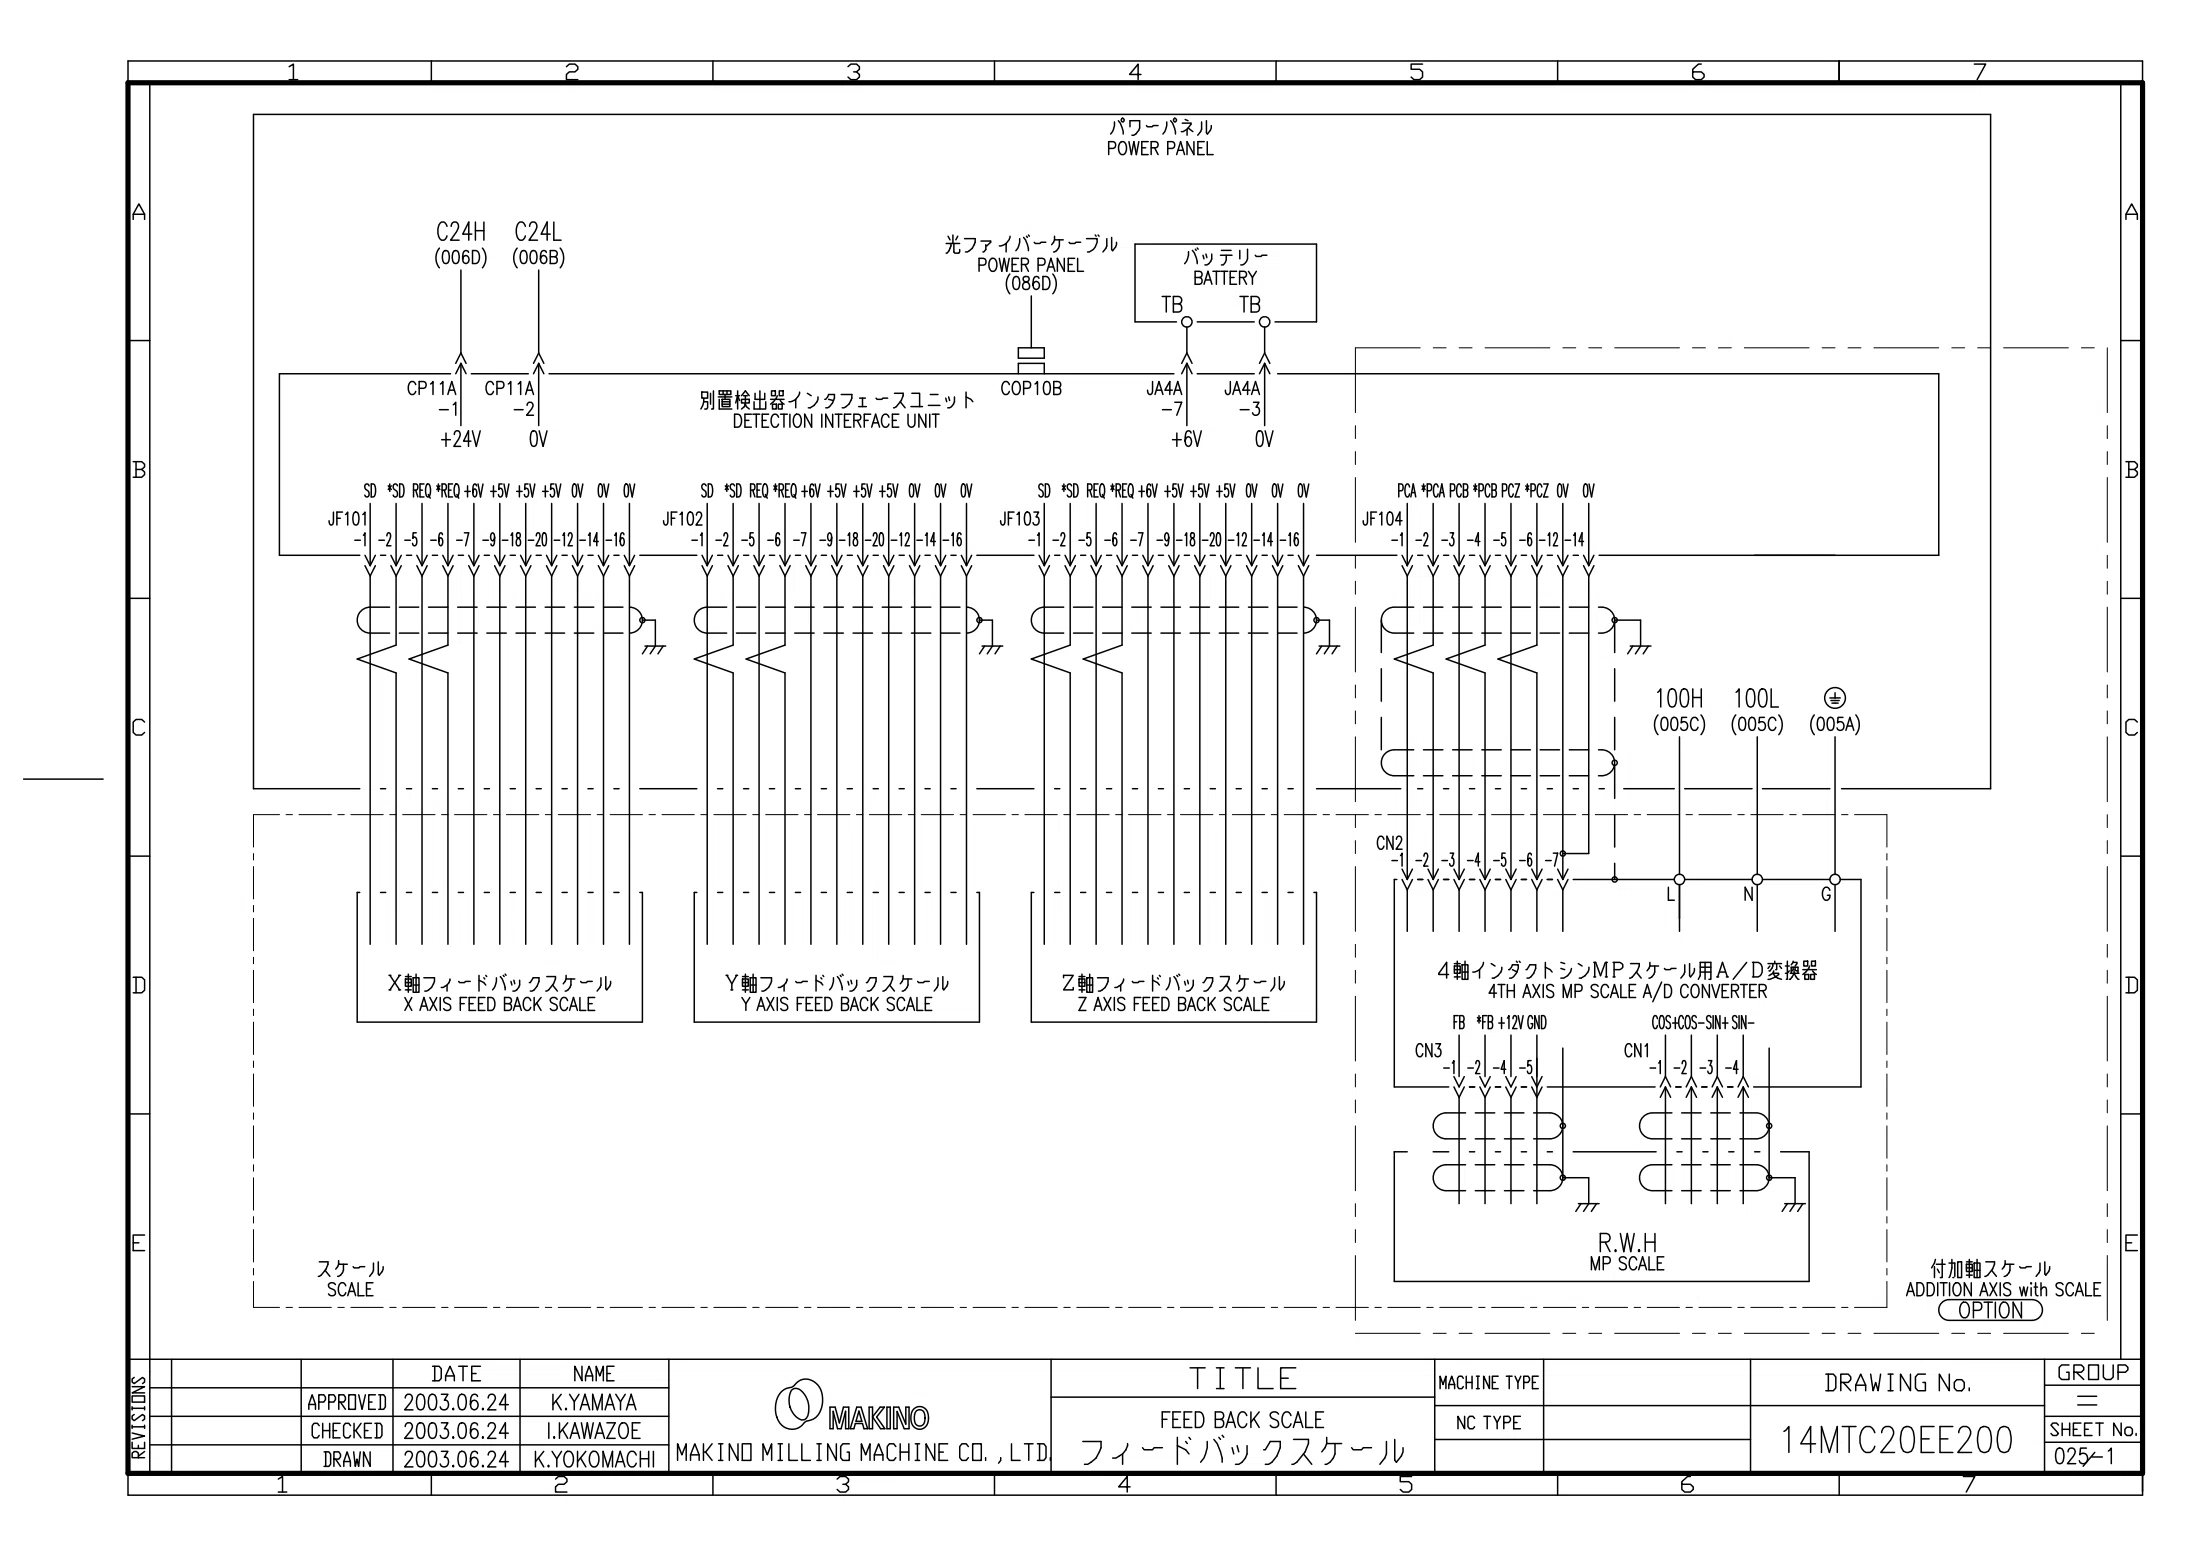 1 2 3 4 5 6 7
パワーパネル
POWER PANEL
A A
C24H C24L
(006D) (006B)
光ファイバーケーブル
POWER PANEL
(086D)
バッテリー
BATTERY
TB TB
CP11A CP11A COP10B JA4A JA4A
-1 -2 -7 -3
別置検出器インタフェースユニット
DETECTION INTERFACE UNIT
+24V 0V +6V 0V
B B
SD *SD REQ *REQ +6V +5V +5V +5V 0V 0V 0V
JF101
-1 -2 -5 -6 -7 -9 -18 -20 -12 -14 -16
SD *SD REQ *REQ +6V +5V +5V +5V 0V 0V 0V
JF102
-1 -2 -5 -6 -7 -9 -18 -20 -12 -14 -16
SD *SD REQ *REQ +6V +5V +5V +5V 0V 0V 0V
JF103
-1 -2 -5 -6 -7 -9 -18 -20 -12 -14 -16
PCA *PCA PCB *PCB PCZ *PCZ 0V 0V
JF104
-1 -2 -3 -4 -5 -6 -12 -14
C C
100H 100L
(005C) (005C) (005A)
CN2
-1 -2 -3 -4 -5 -6 -7
L N G
D D
X軸フィードバックスケール
X AXIS FEED BACK SCALE
Y軸フィードバックスケール
Y AXIS FEED BACK SCALE
Z軸フィードバックスケール
Z AXIS FEED BACK SCALE
4軸インダクトシンMPスケール用A/D変換器
4TH AXIS MP SCALE A/D CONVERTER
FB *FB +12V GND
CN3
-1 -2 -4 -5
COS+ COS- SIN+ SIN-
CN1
-1 -2 -3 -4
E E
R.W.H
MP SCALE
スケール
SCALE
付加軸スケール
ADDITION AXIS with SCALE
OPTION
REVISIONS
DATE NAME
APPROVED 2003.06.24 K.YAMAYA
CHECKED 2003.06.24 I.KAWAZOE
DRAWN 2003.06.24 K.YOKOMACHI
MAKINO
MAKINO MILLING MACHINE CO.,LTD.
TITLE
FEED BACK SCALE
フィードバックスケール
MACHINE TYPE
NC TYPE
DRAWING No.
14MTC20EE200
GROUP
=
SHEET No.
025-1
1 2 3 4 5 6 7